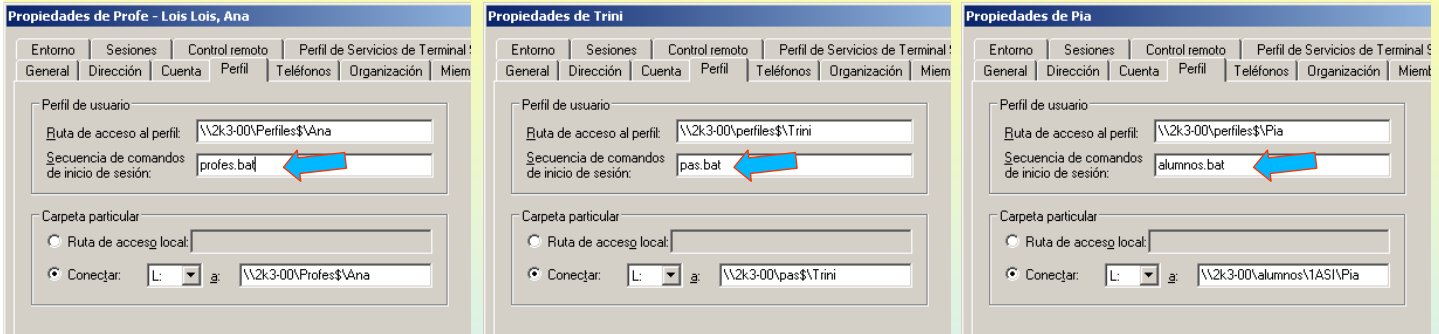 Propiedades de Profe - Lois Lois, Ana
Entorno Sesiones Control remoto Perfil de Servicios de Terminal S
General Dirección Cuenta Perfil Teléfonos Organización Miem
Perfil de usuario
Ruta de acceso al perfil: \\2k3-00\Perfiles$\Ana
Secuencia de comandos
de inicio de sesión: profes.bat
Carpeta particular
Ruta de acceso local:
Conectar: L: a: \\2k3-00\Profes$\Ana
Propiedades de Trini
Entorno Sesiones Control remoto Perfil de Servicios de Terminal
General Dirección Cuenta Perfil Teléfonos Organización Miem
Perfil de usuario
Ruta de acceso al perfil: \\2k3-00\perfiles$\Trini
Secuencia de comandos
de inicio de sesión: pas.bat
Carpeta particular
Ruta de acceso local:
Conectar: L: a: \\2k3-00\pas$\Trini
Propiedades de Pia
Entorno Sesiones Control remoto Perfil de Servicios de Terminal S
General Dirección Cuenta Perfil Teléfonos Organización Miemb
Perfil de usuario
Ruta de acceso al perfil: \\2k3-00\perfiles$\Pia
Secuencia de comandos
de inicio de sesión: alumnos.bat
Carpeta particular
Ruta de acceso local:
Conectar: L: a: \\2k3-00\alumnos\1ASI\Pia